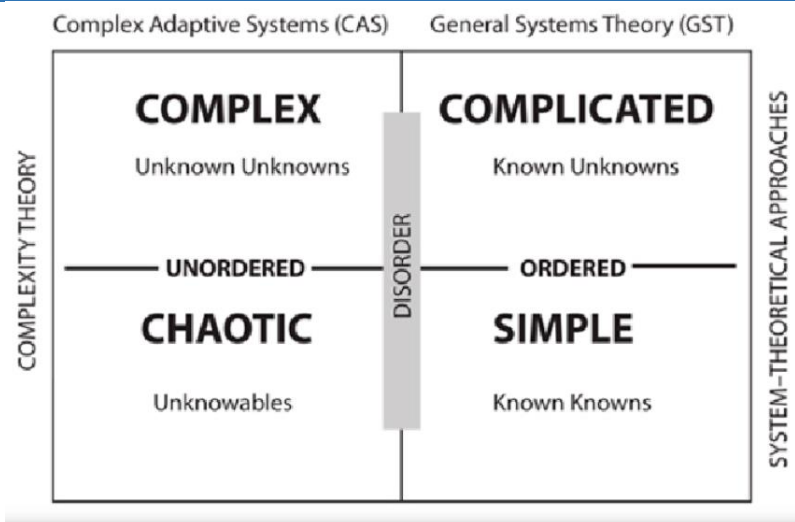 Complex Adaptive Systems (CAS)
General Systems Theory (GST)
COMPLEX
Unknown Unknowns
COMPLICATED
Known Unknowns
COMPLEXITY THEORY
UNORDERED
DISORDER
ORDERED
SYSTEM–THEORETICAL APPROACHES
CHAOTIC
Unknowables
SIMPLE
Known Knowns